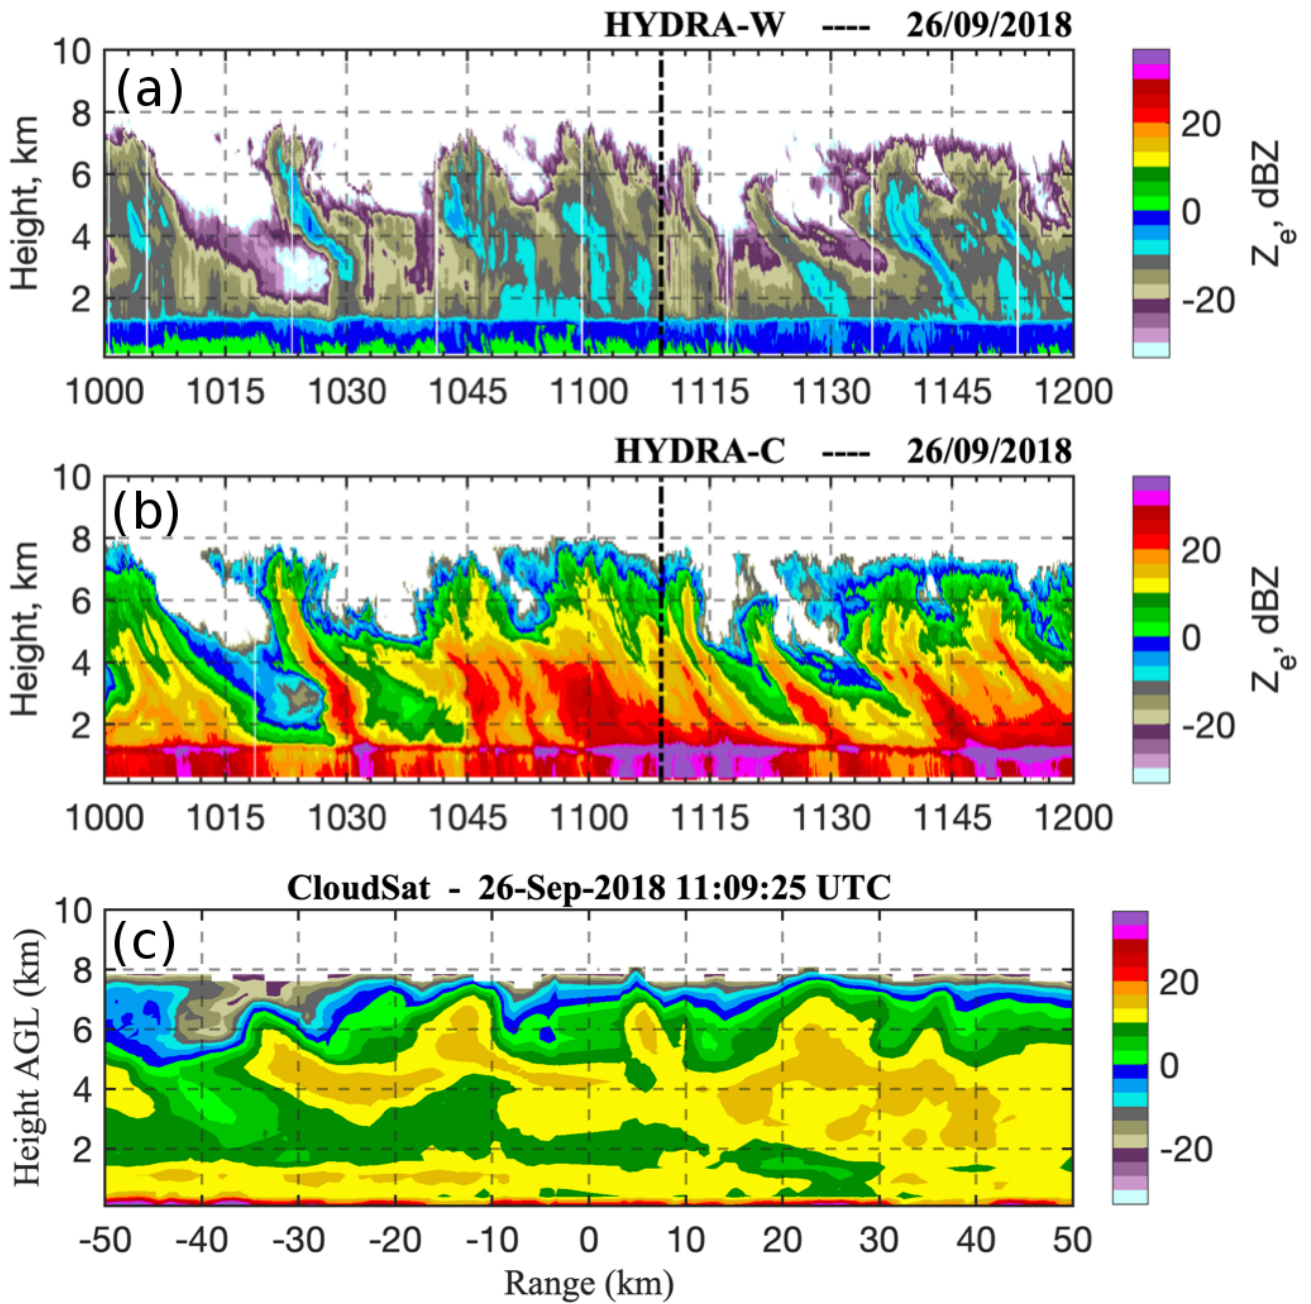 HYDRA-W ---- 26/09/2018
(a)
10
8
6
4
2
Height, km
1000 1015 1030 1045 1100 1115 1130 1145 1200
20
0
-20
Ze, dBZ
HYDRA-C ---- 26/09/2018
(b)
10
8
6
4
2
Height, km
1000 1015 1030 1045 1100 1115 1130 1145 1200
20
0
-20
Ze, dBZ
CloudSat - 26-Sep-2018 11:09:25 UTC
(c)
10
8
6
4
2
Height AGL (km)
-50 -40 -30 -20 -10 0 10 20 30 40 50
Range (km)
20
0
-20